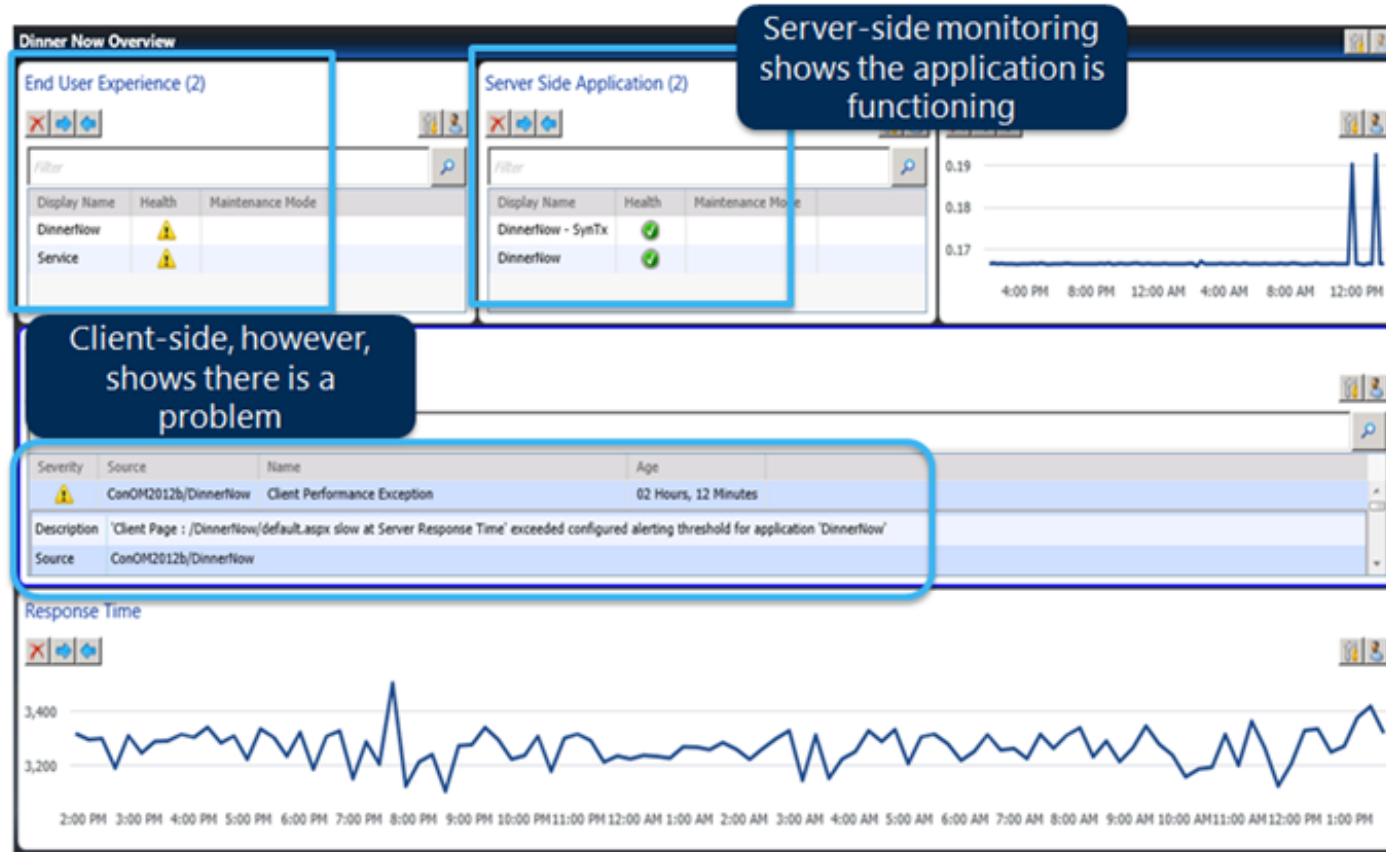 Dinner Now Overview
Server-side monitoring
shows the application is
functioning
End User Experience (2)
Filter
Display Name Health Maintenance Mode
DinnerNow
Service
Server Side Application (2)
Filter
Display Name Health Maintenance Mode
DinnerNow - SynTx
DinnerNow
0.19
0.18
0.17
4:00 PM 8:00 PM 12:00 AM 4:00 AM 8:00 AM 12:00 PM
Client-side, however,
shows there is a
problem
Severity Source Name Age
ConOM2012b/DinnerNow Client Performance Exception 02 Hours, 12 Minutes
Description 'Client Page : /DinnerNow/default.aspx slow at Server Response Time' exceeded configured alerting threshold for application 'DinnerNow'
Source ConOM2012b/DinnerNow
Response Time
3,400
3,200
2:00 PM 3:00 PM 4:00 PM 5:00 PM 6:00 PM 7:00 PM 8:00 PM 9:00 PM 10:00 PM 11:00 PM 12:00 AM 1:00 AM 2:00 AM 3:00 AM 4:00 AM 5:00 AM 6:00 AM 7:00 AM 8:00 AM 9:00 AM 10:00 AM 11:00 AM 12:00 PM 1:00 PM